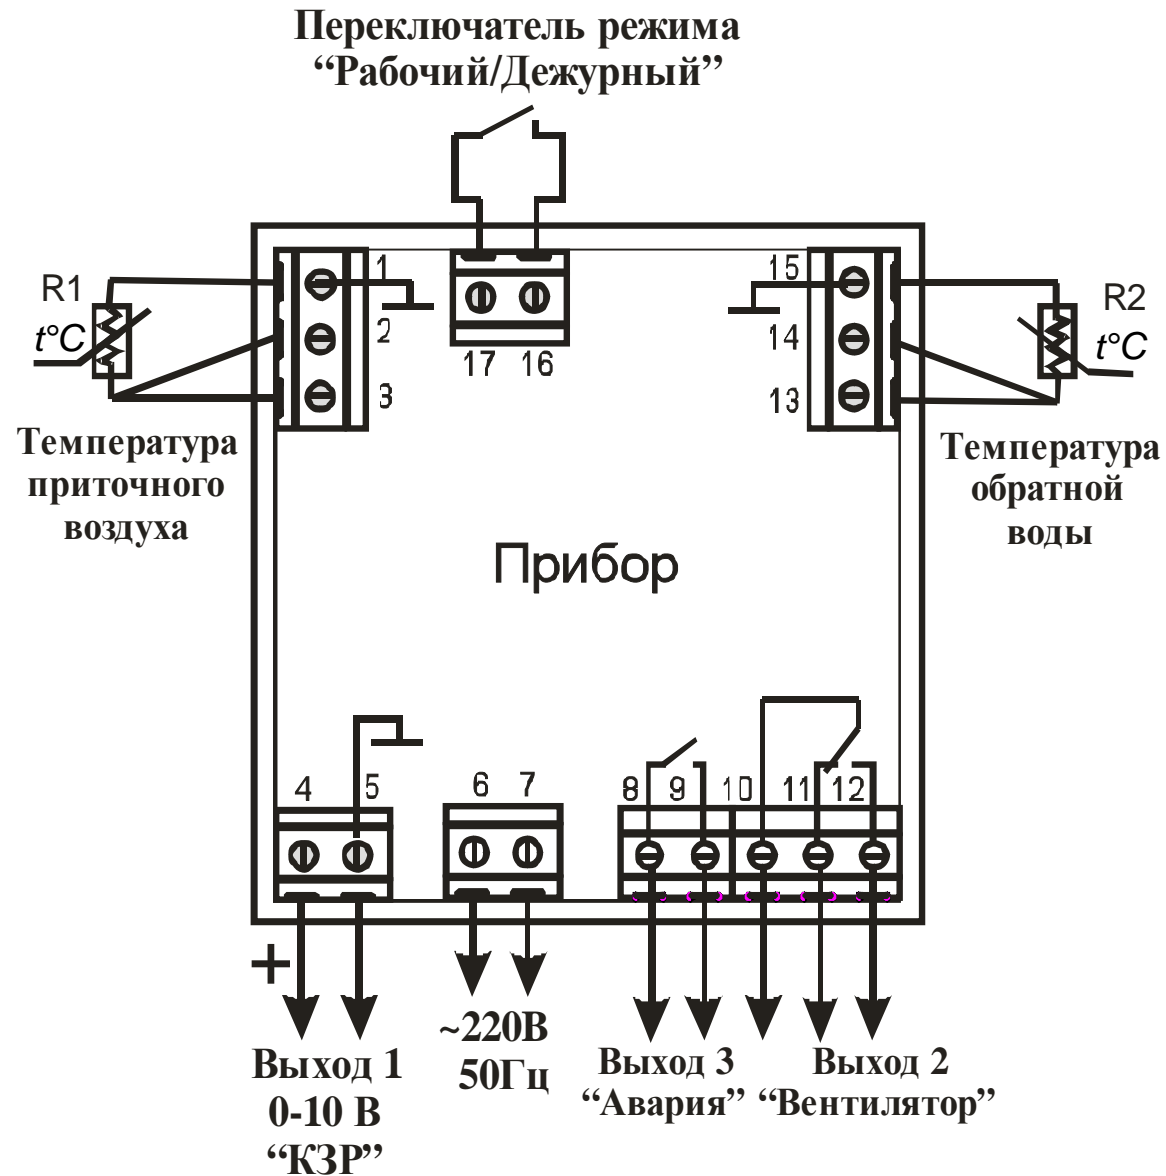 Переключатель режима
“Рабочий/Дежурный”
1
15
R1
R2
t°C
t°C
2
14
3
13
17 16
Температура
приточного
воздуха
Температура
обратной
воды
Прибор
4 5 6 7 8 9 10 11 12
+
~220В
50Гц
Выход 1
0-10 В
“КЗР”
Выход 3
“Авария”
Выход 2
“Вентилятор”